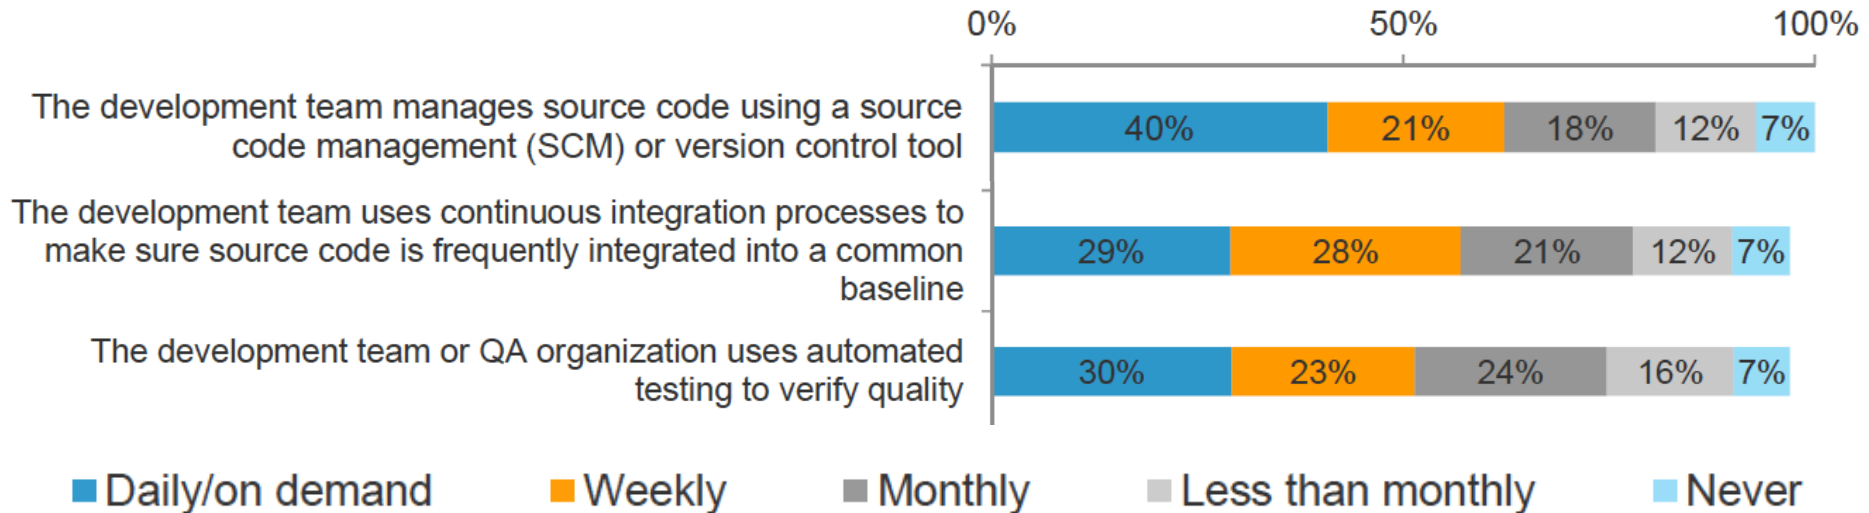 0% 50% 100%
The development team manages source code using a source
code management (SCM) or version control tool
40% 21% 18% 12% 7%
The development team uses continuous integration processes to
make sure source code is frequently integrated into a common
baseline
29% 28% 21% 12% 7%
The development team or QA organization uses automated
testing to verify quality
30% 23% 24% 16% 7%
Daily/on demand Weekly Monthly Less than monthly Never